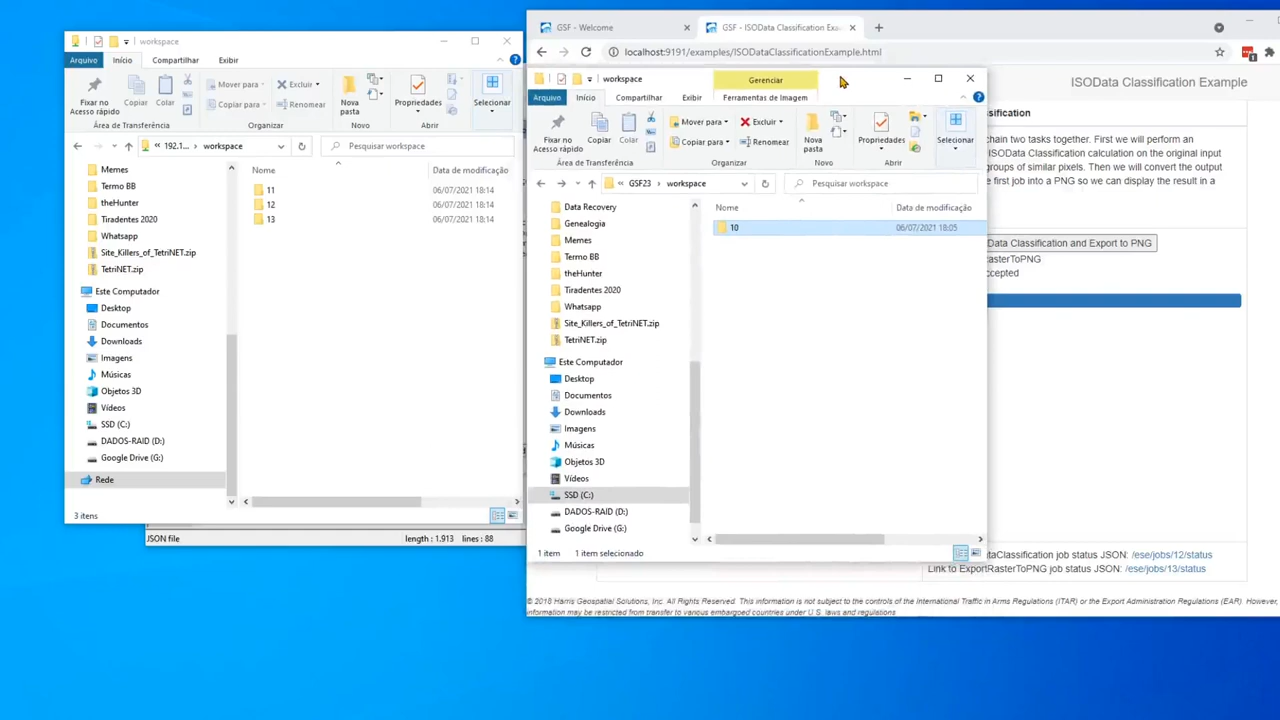 workspace
Arquivo Início Compartilhar Exibir
Fixar no Acesso rápido
Copiar
Colar
Mover para
Copiar para
Excluir
Renomear
Nova pasta
Propriedades
Selecionar
Área de Transferência
Organizar
Novo
Abrir
192.1... workspace
Pesquisar workspace
Memes
Termo BB
theHunter
Tiradentes 2020
Whatsapp
Site_Killers_of_TetriNET.zip
TetriNET.zip
Este Computador
Desktop
Documentos
Downloads
Imagens
Músicas
Objetos 3D
Vídeos
SSD (C:)
DADOS-RAID (D:)
Google Drive (G:)
Rede
Nome Data de modificação
11 06/07/2021 18:14
12 06/07/2021 18:14
13 06/07/2021 18:14
3 itens
JSON file length : 1.913 lines : 88
GSF - Welcome
GSF - ISOData Classification Exa
localhost:9191/examples/ISODataClassificationExample.html
workspace
Gerenciar
Arquivo Início Compartilhar Exibir Ferramentas de Imagem
Fixar no Acesso rápido
Copiar
Colar
Mover para
Copiar para
Excluir
Renomear
Nova pasta
Propriedades
Selecionar
Área de Transferência
Organizar
Novo
Abrir
GSF23 workspace
Pesquisar workspace
Data Recovery
Genealogia
Memes
Termo BB
theHunter
Tiradentes 2020
Whatsapp
Site_Killers_of_TetriNET.zip
TetriNET.zip
Este Computador
Desktop
Documentos
Downloads
Imagens
Músicas
Objetos 3D
Vídeos
SSD (C:)
DADOS-RAID (D:)
Google Drive (G:)
Nome Data de modificação
10 06/07/2021 18:05
1 item 1 item selecionado
ISOData Classification Example
ification
chain two tasks together. First we will perform an
ISOData Classification calculation on the original input
groups of similar pixels. Then we will convert the output
the first job into a PNG so we can display the result in a
Data Classification and Export to PNG
RasterToPNG
ccepted
DataClassification job status JSON: /ese/jobs/12/status
Link to ExportRasterToPNG job status JSON: /ese/jobs/13/status
© 2018 Harris Geospatial Solutions, Inc. All Rights Reserved. This information is not subject to the controls of the International Traffic in Arms Regulations (ITAR) or the Export Administration Regulations (EAR). However,
information may be restricted from transfer to various embargoed countries under U.S. laws and regulations